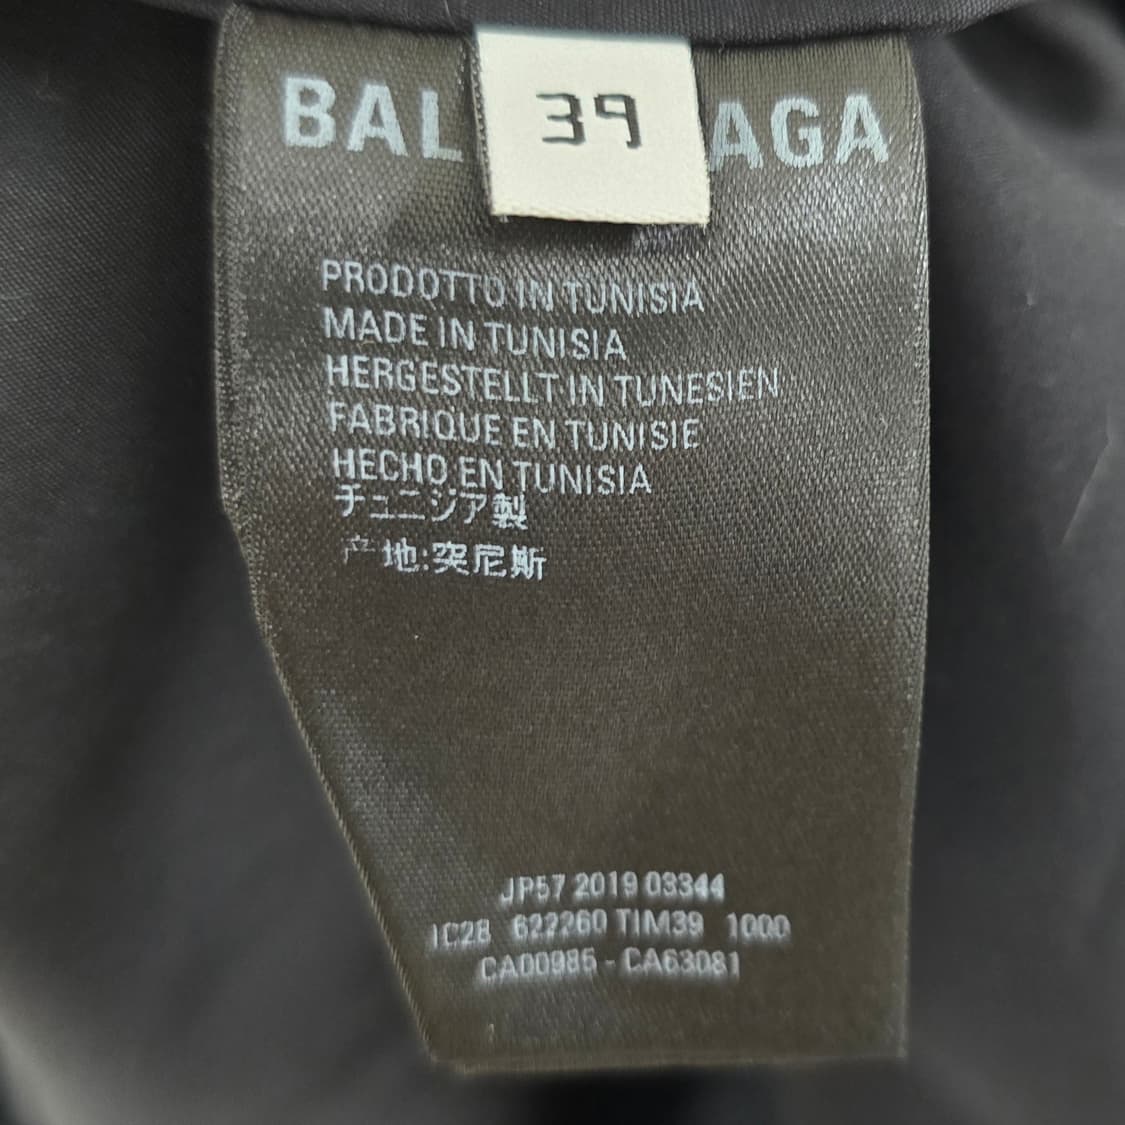 BAL AGA
39
PRODOTTO IN TUNISIA
MADE IN TUNISIA
HERGESTELLT IN TUNESIEN
FABRIQUE EN TUNISIE
HECHO EN TUNISIA
チュニジア製
产地:突尼斯
JP57 2019 03344
IC28 622260 TIM39 1000
CA00985 - CA63081